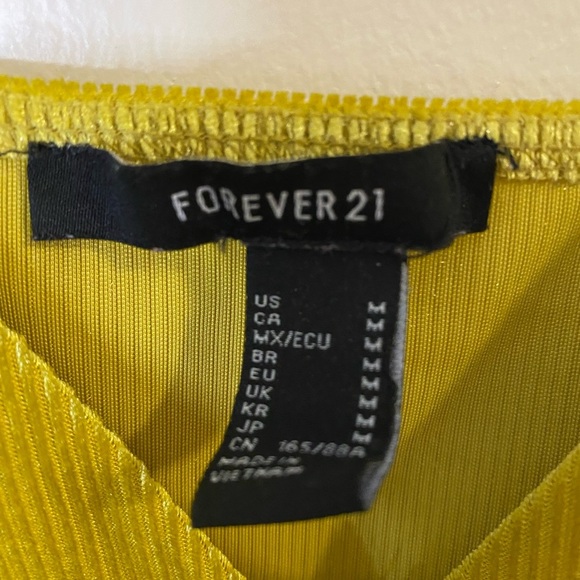 FOREVER 21
US M
CA M
MX/ECU M
BR M
EU M
UK M
KR M
JP M
CN 165/88A
MADE IN
VIETNAM